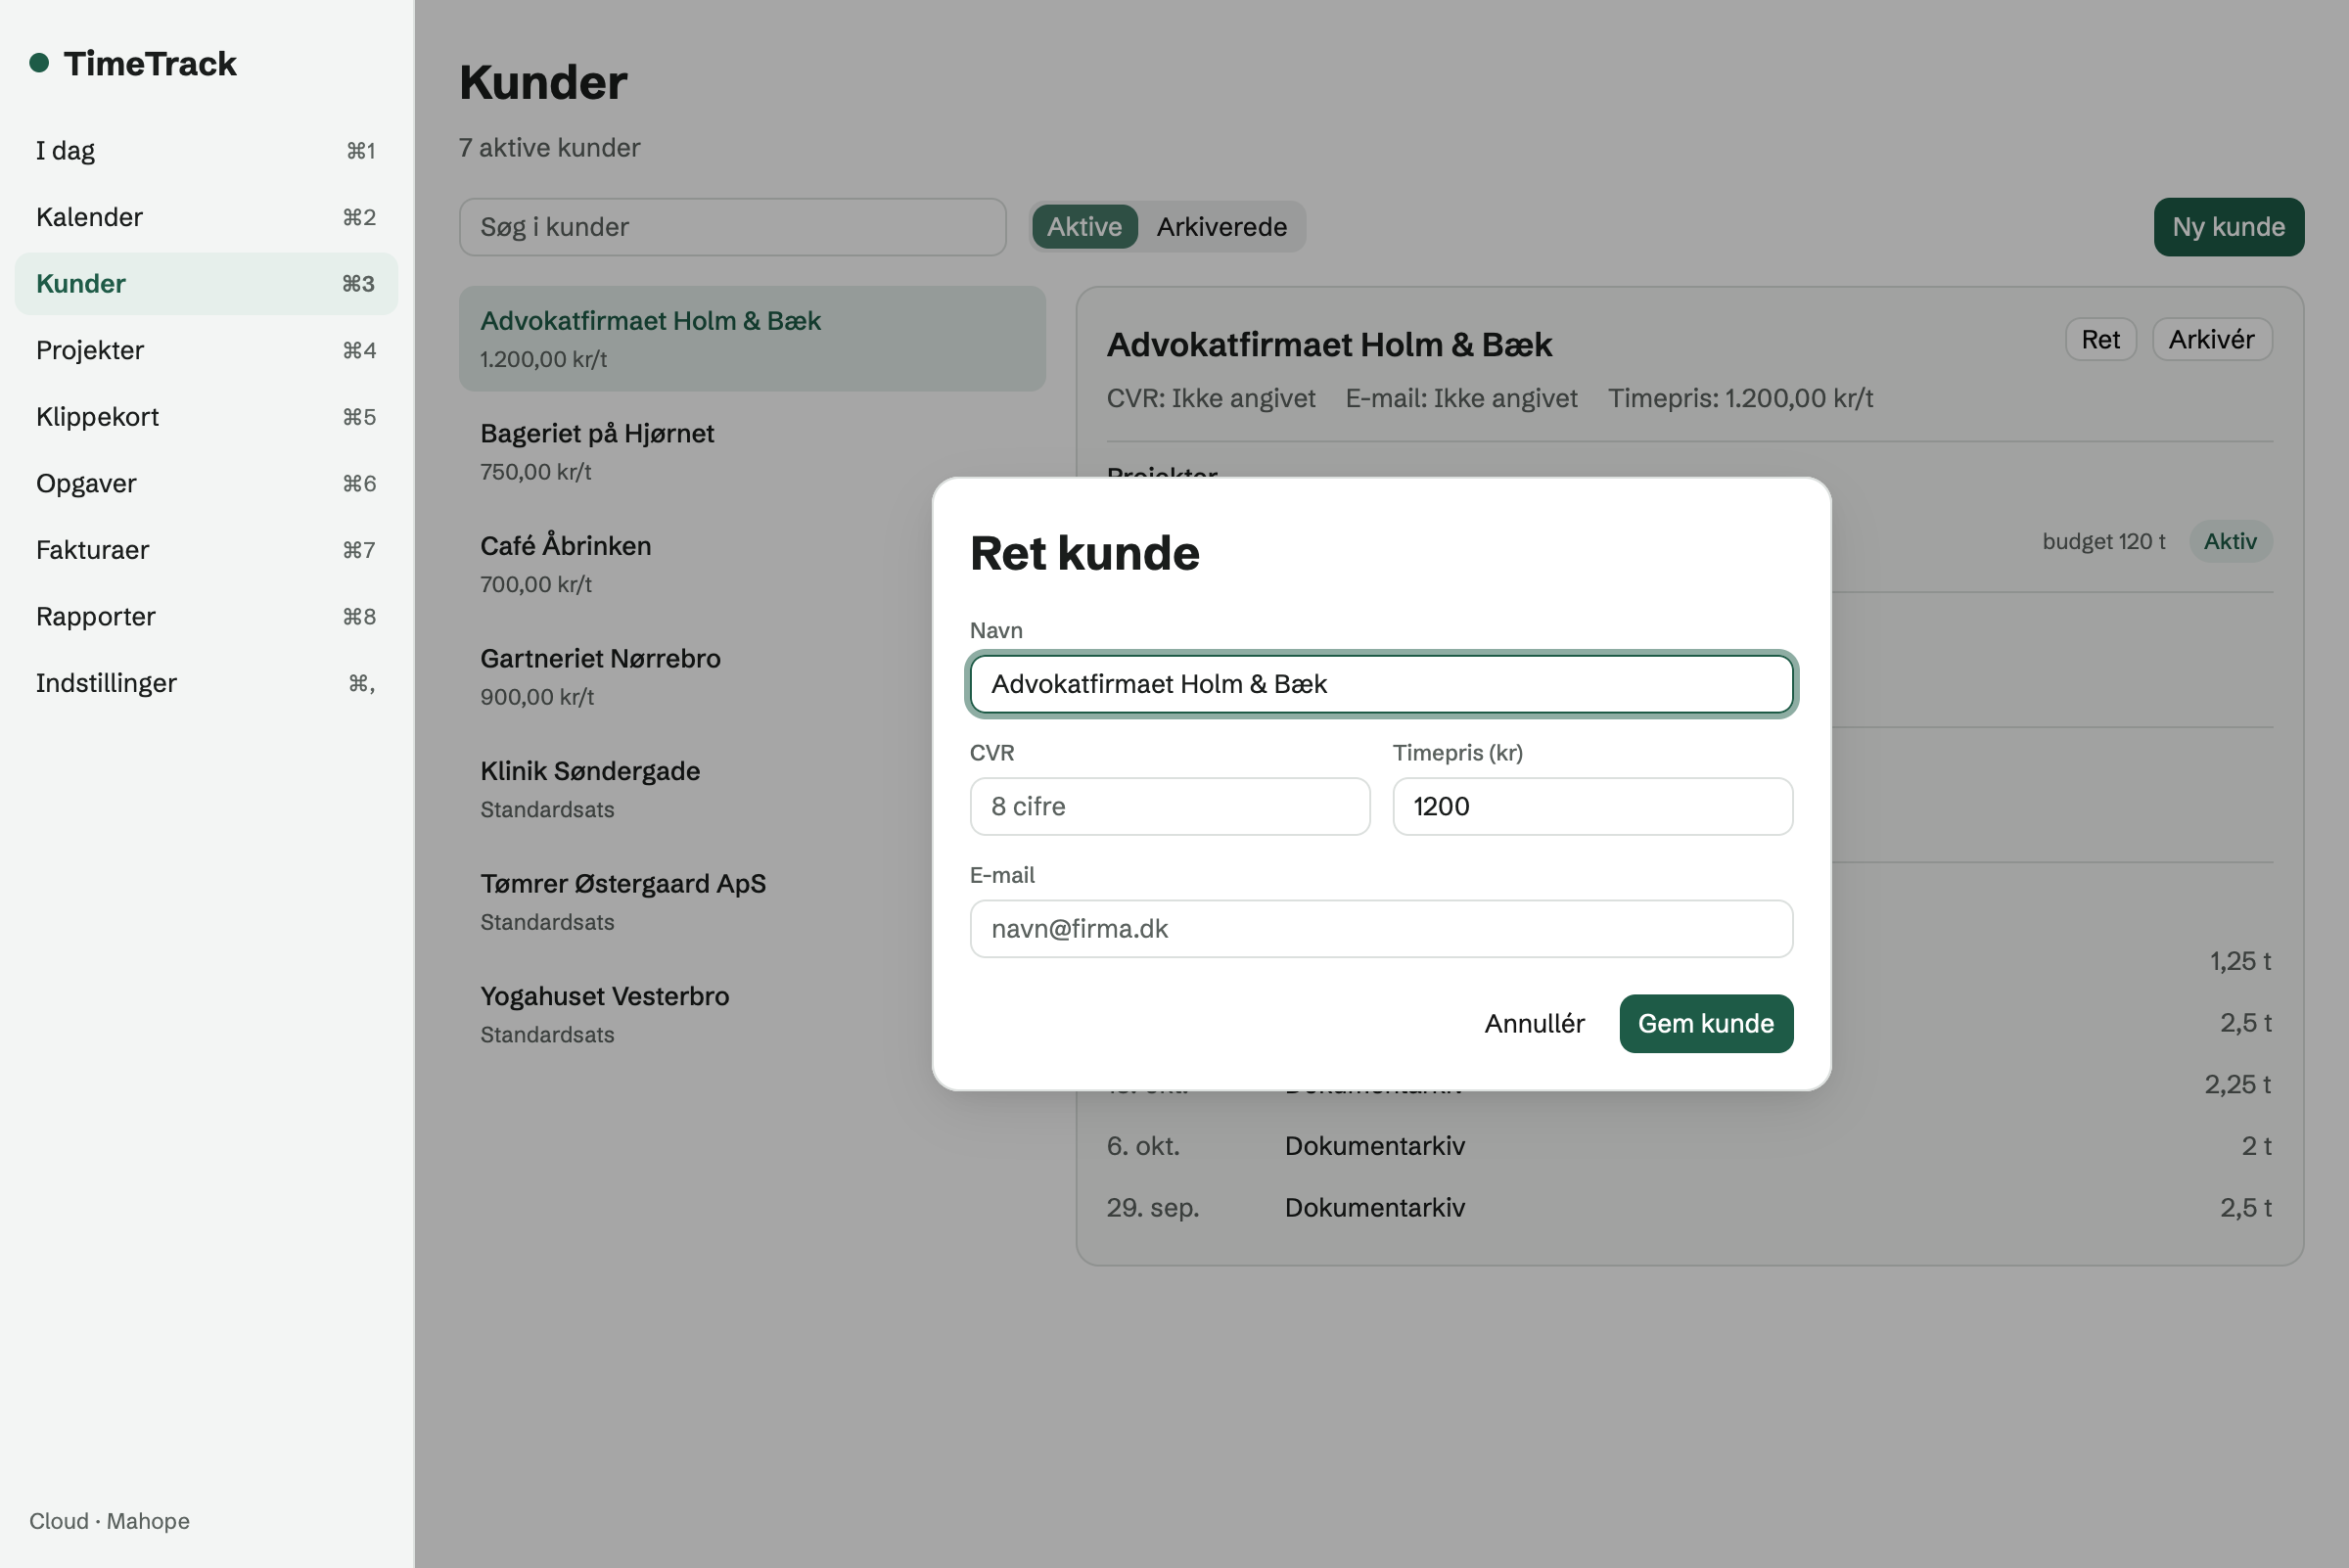 TimeTrack
I dag ⌘1
Kalender ⌘2
Kunder ⌘3
Projekter ⌘4
Klippekort ⌘5
Opgaver ⌘6
Fakturaer ⌘7
Rapporter ⌘8
Indstillinger ⌘,
Cloud · Mahope
Kunder
7 aktive kunder
Søg i kunder
Aktive Arkiverede
Ny kunde
Advokatfirmaet Holm & Bæk
1.200,00 kr/t
Bageriet på Hjørnet
750,00 kr/t
Café Åbrinken
700,00 kr/t
Gartneriet Nørrebro
900,00 kr/t
Klinik Søndergade
Standardsats
Tømrer Østergaard ApS
Standardsats
Yogahuset Vesterbro
Standardsats
Advokatfirmaet Holm & Bæk
Ret Arkivér
CVR: Ikke angivet E-mail: Ikke angivet Timepris: 1.200,00 kr/t
Projekter
budget 120 t Aktiv
Ret kunde
Navn
Advokatfirmaet Holm & Bæk
CVR Timepris (kr)
8 cifre 1200
E-mail
navn@firma.dk
Annullér Gem kunde
1,25 t
2,5 t
Dokumentarkiv 2,25 t
6. okt. Dokumentarkiv 2 t
29. sep. Dokumentarkiv 2,5 t